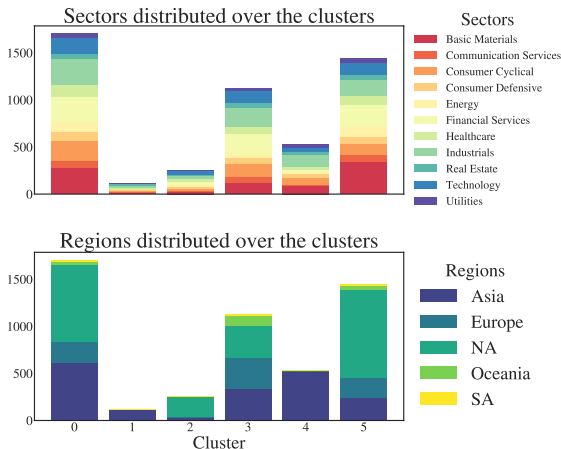 Sectors distributed over the clusters
1500
1000
500
0
Sectors
Basic Materials
Communication Services
Consumer Cyclical
Consumer Defensive
Energy
Financial Services
Healthcare
Industrials
Real Estate
Technology
Utilities
Regions distributed over the clusters
1500
1000
500
0
0 1 2 3 4 5
Cluster
Regions
Asia
Europe
NA
Oceania
SA